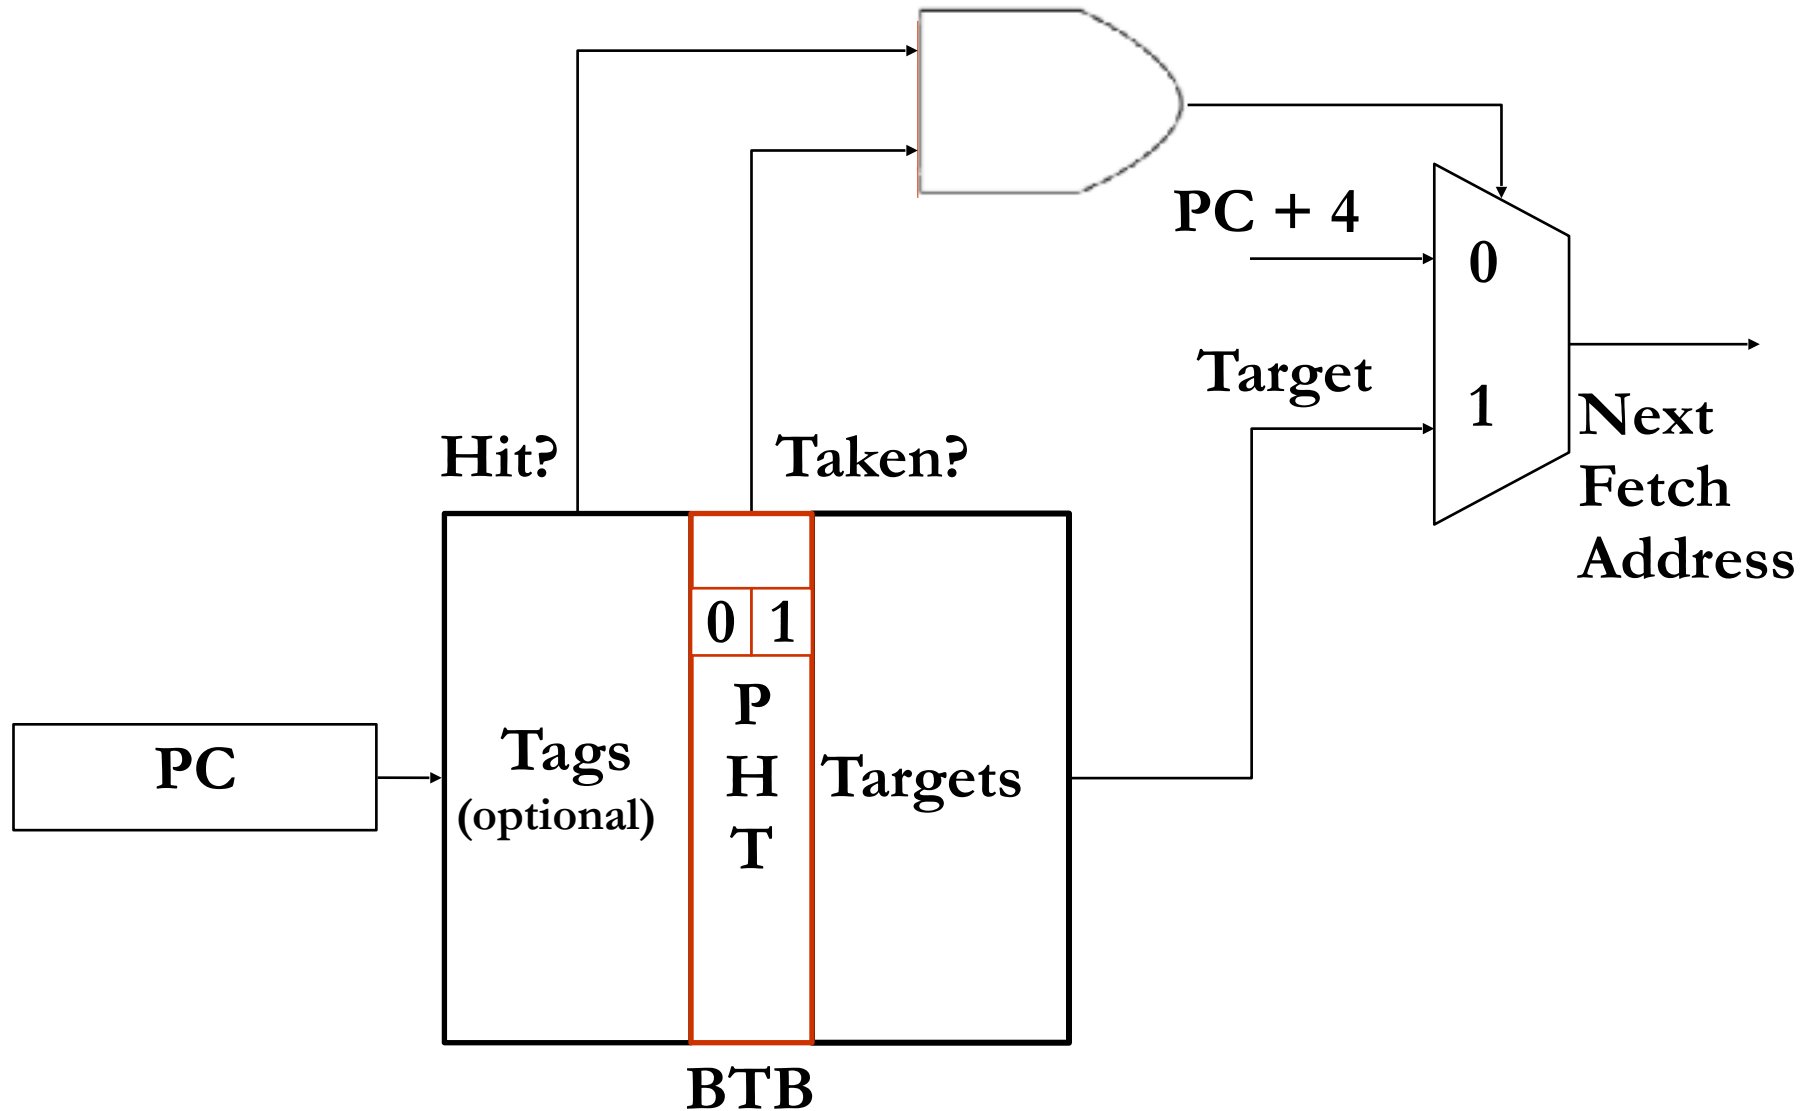 PC + 4
0
Target
1
Next
Fetch
Address
Hit?
Taken?
0 1
P
H
T
PC
Tags
(optional)
Targets
BTB